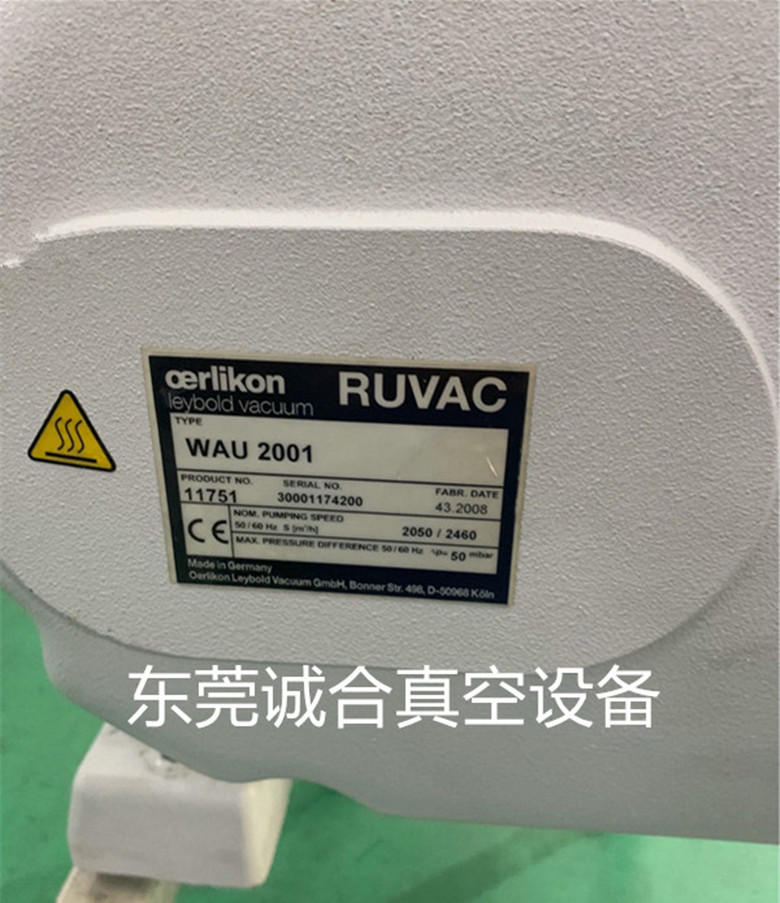 œrlikon
leybold vacuum
RUVAC
TYPE
WAU 2001
PRODUCT NO.
11751
SERIAL NO.
30001174200
FABR. DATE
43.2008
CE
NOM. PUMPING SPEED
50/60 Hz S [m³/h]
2050 / 2460
MAX. PRESSURE DIFFERENCE 50/60 Hz △p= 50 mbar
Made in Germany
Oerlikon Leybold Vacuum GmbH, Bonner Str. 498, D-50968 Köln
东莞诚合真空设备